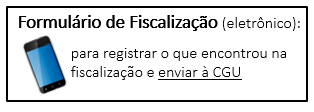 Formulário de Fiscalização (eletrônico):
para registrar o que encontrou na
fiscalização e enviar à CGU